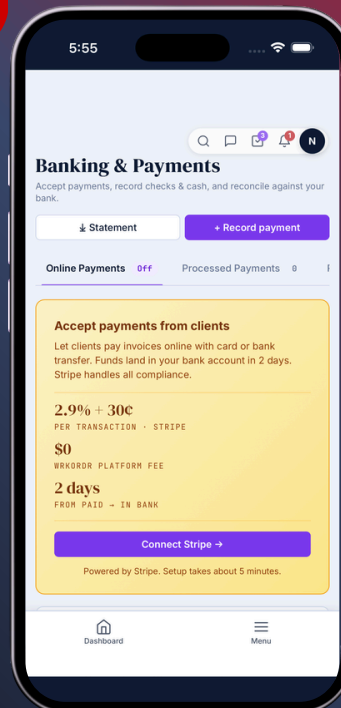 5:55
3
1
N
Banking & Payments
Accept payments, record checks & cash, and reconcile against your
bank.
Statement
+ Record payment
Online Payments Off
Processed Payments 0
Accept payments from clients
Let clients pay invoices online with card or bank
transfer. Funds land in your bank account in 2 days.
Stripe handles all compliance.
2.9% + 30¢
PER TRANSACTION · STRIPE
$0
WRKORDR PLATFORM FEE
2 days
FROM PAID → IN BANK
Connect Stripe →
Powered by Stripe. Setup takes about 5 minutes.
Dashboard
Menu